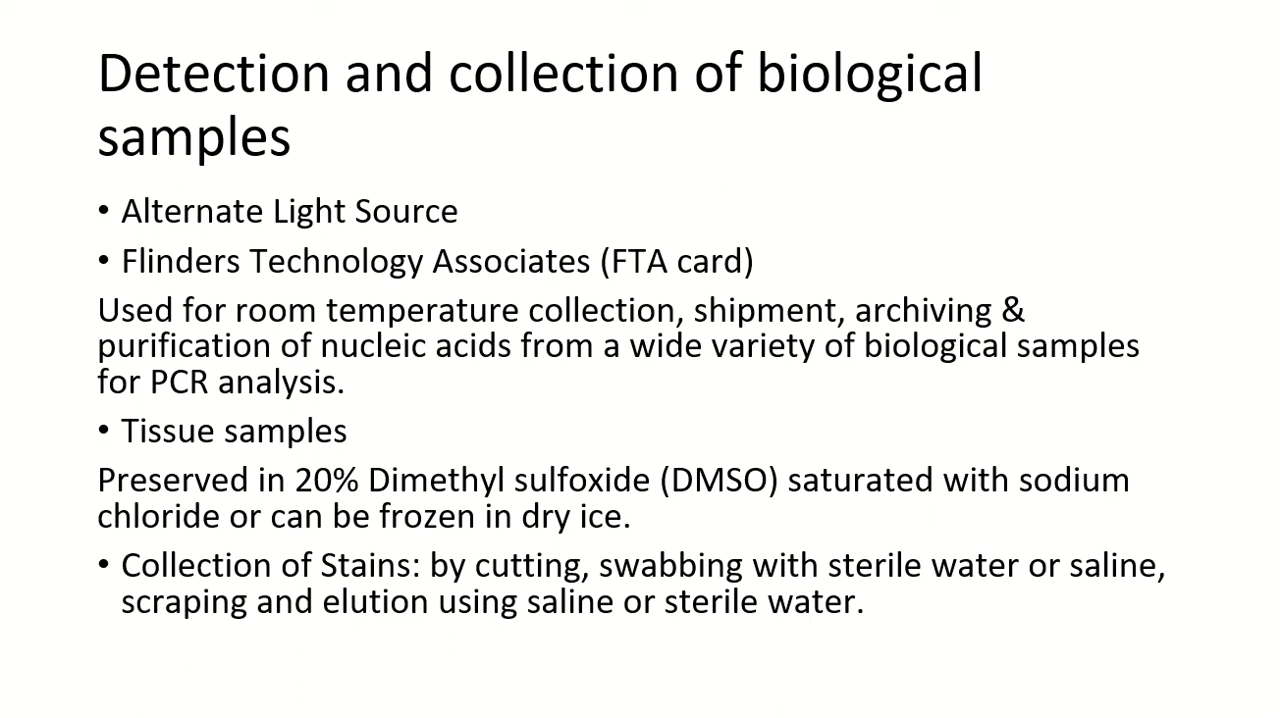 Detection and collection of biological
samples
• Alternate Light Source
• Flinders Technology Associates (FTA card)
Used for room temperature collection, shipment, archiving &
purification of nucleic acids from a wide variety of biological samples
for PCR analysis.
• Tissue samples
Preserved in 20% Dimethyl sulfoxide (DMSO) saturated with sodium
chloride or can be frozen in dry ice.
• Collection of Stains: by cutting, swabbing with sterile water or saline,
scraping and elution using saline or sterile water.